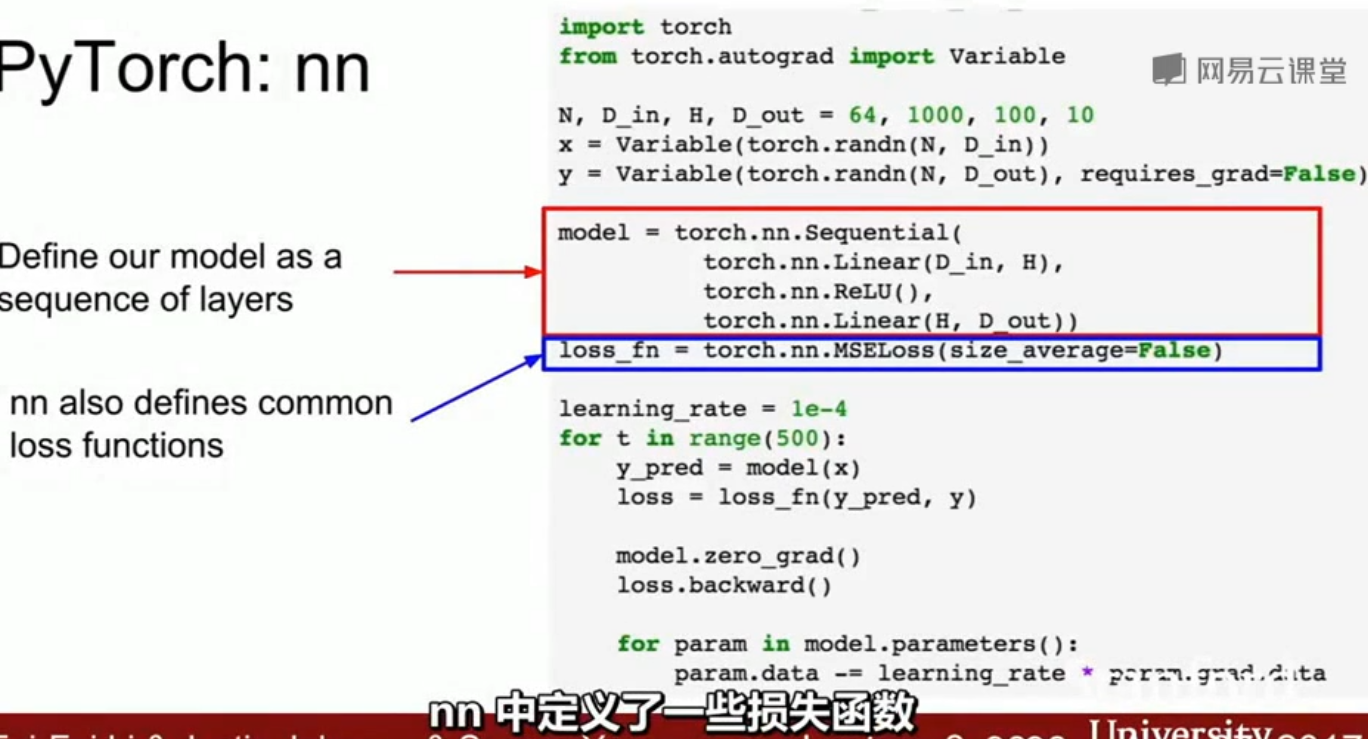 PyTorch: nn
网易云课堂
import torch
from torch.autograd import Variable
N, D_in, H, D_out = 64, 1000, 100, 10
x = Variable(torch.randn(N, D_in))
y = Variable(torch.randn(N, D_out), requires_grad=False)
Define our model as a
sequence of layers
model = torch.nn.Sequential(
torch.nn.Linear(D_in, H),
torch.nn.ReLU(),
torch.nn.Linear(H, D_out))
loss_fn = torch.nn.MSELoss(size_average=False)
nn also defines common
loss functions
learning_rate = 1e-4
for t in range(500):
y_pred = model(x)
loss = loss_fn(y_pred, y)
model.zero_grad()
loss.backward()
for param in model.parameters():
param.data -= learning_rate * param.grad.data
nn 中定义了一些损失函数
University